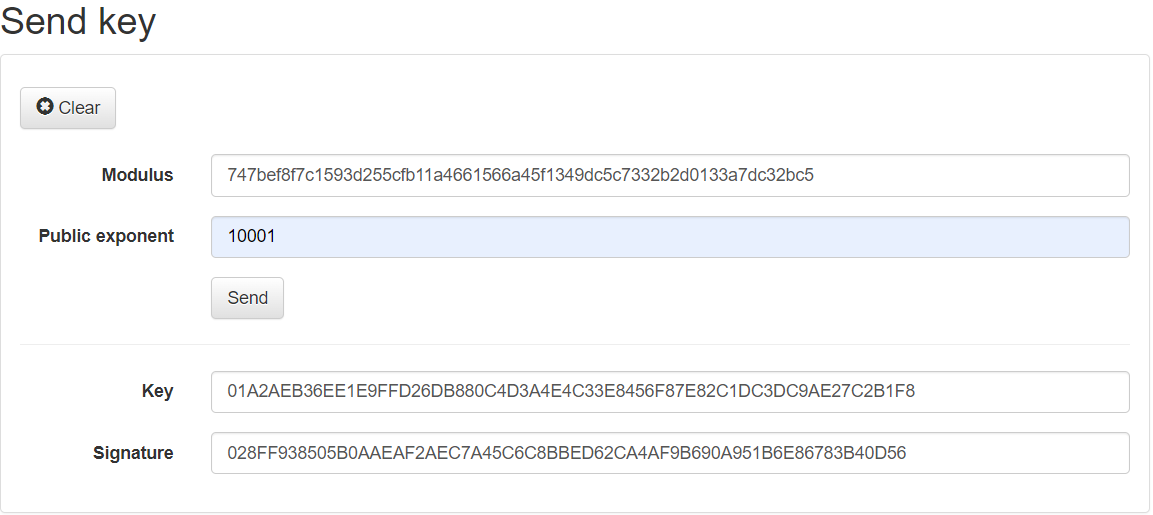 Send key
Clear
Modulus
747bef8f7c1593d255cfb11a4661566a45f1349dc5c7332b2d0133a7dc32bc5
Public exponent
10001
Send
Key
01A2AEB36EE1E9FFD26DB880C4D3A4E4C33E8456F87E82C1DC3DC9AE27C2B1F8
Signature
028FF938505B0AAEAF2AEC7A45C6C8BBED62CA4AF9B690A951B6E86783B40D56